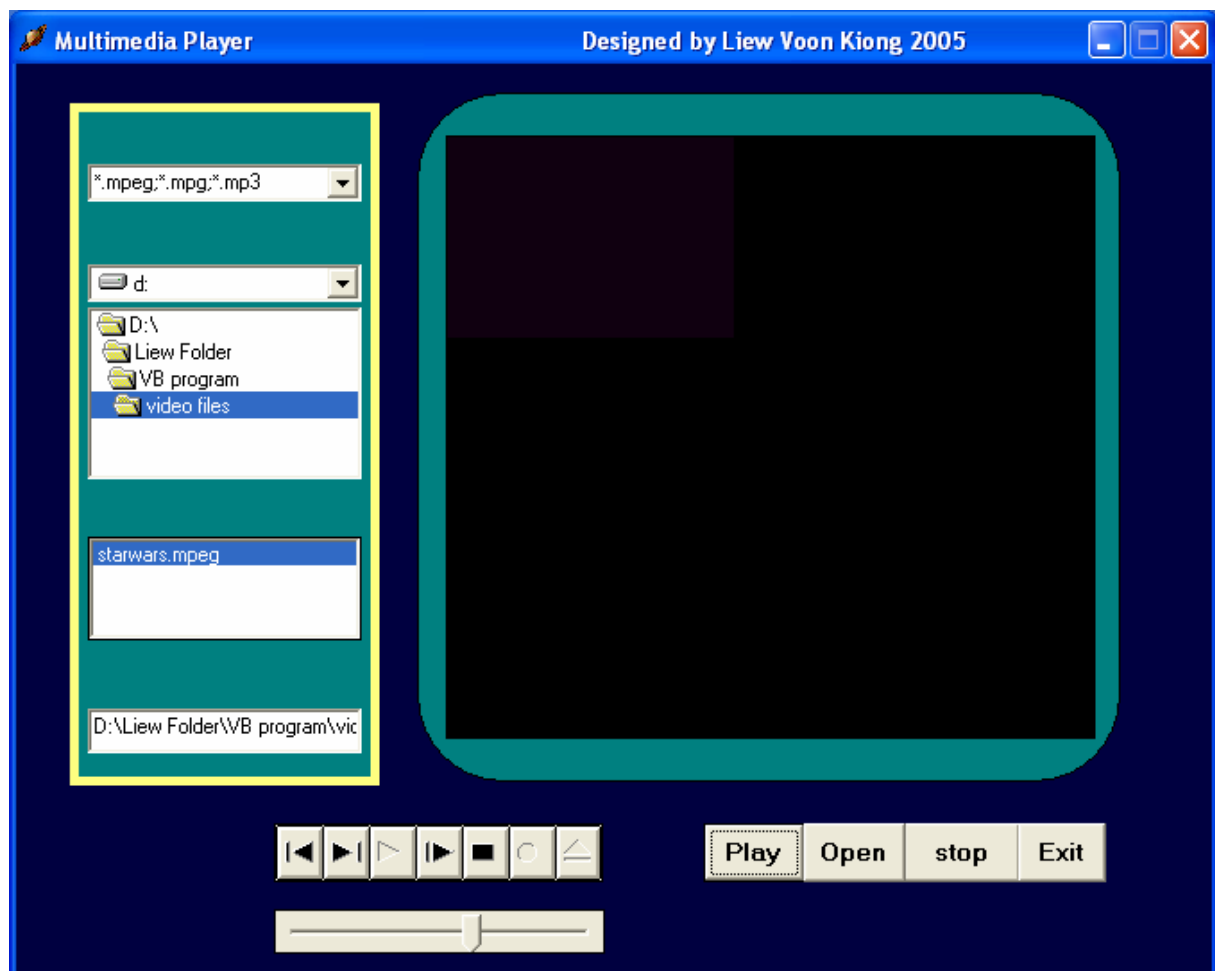 Multimedia Player Designed by Liew Voon Kiong 2005
*.mpeg;*.mpg;*.mp3
d:
D:\
Liew Folder
VB program
video files
starwars.mpeg
D:\Liew Folder\VB program\vic
Play Open stop Exit